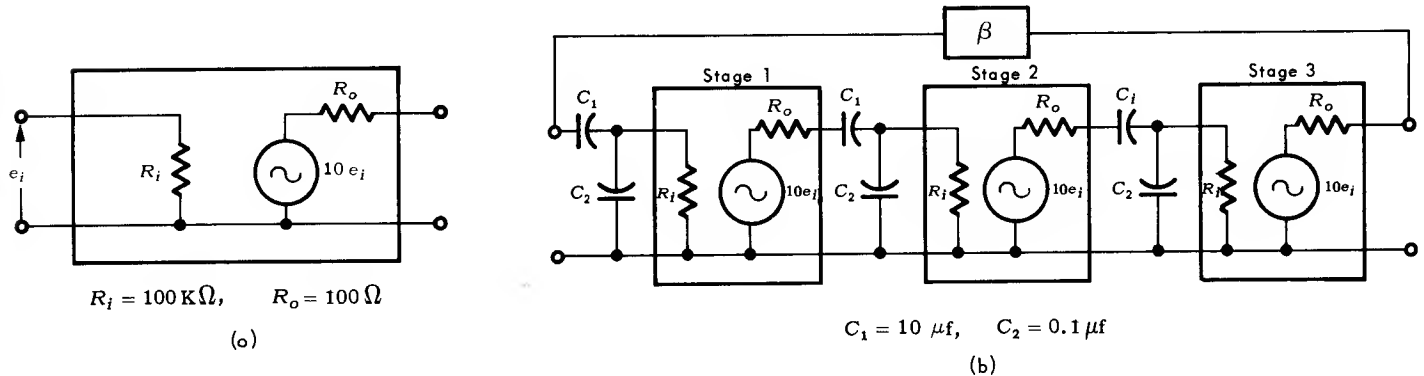 β
Stage 1
Stage 2
Stage 3
e_i
R_i
R_o
10 e_i
R_i = 100 KΩ, R_o = 100 Ω
(a)
C_1
C_2
R_i
R_o
10e_i
C_1
C_2
R_i
R_o
10e_i
C_i
C_2
R_i
R_o
10e_i
C_1 = 10 μf, C_2 = 0.1 μf
(b)